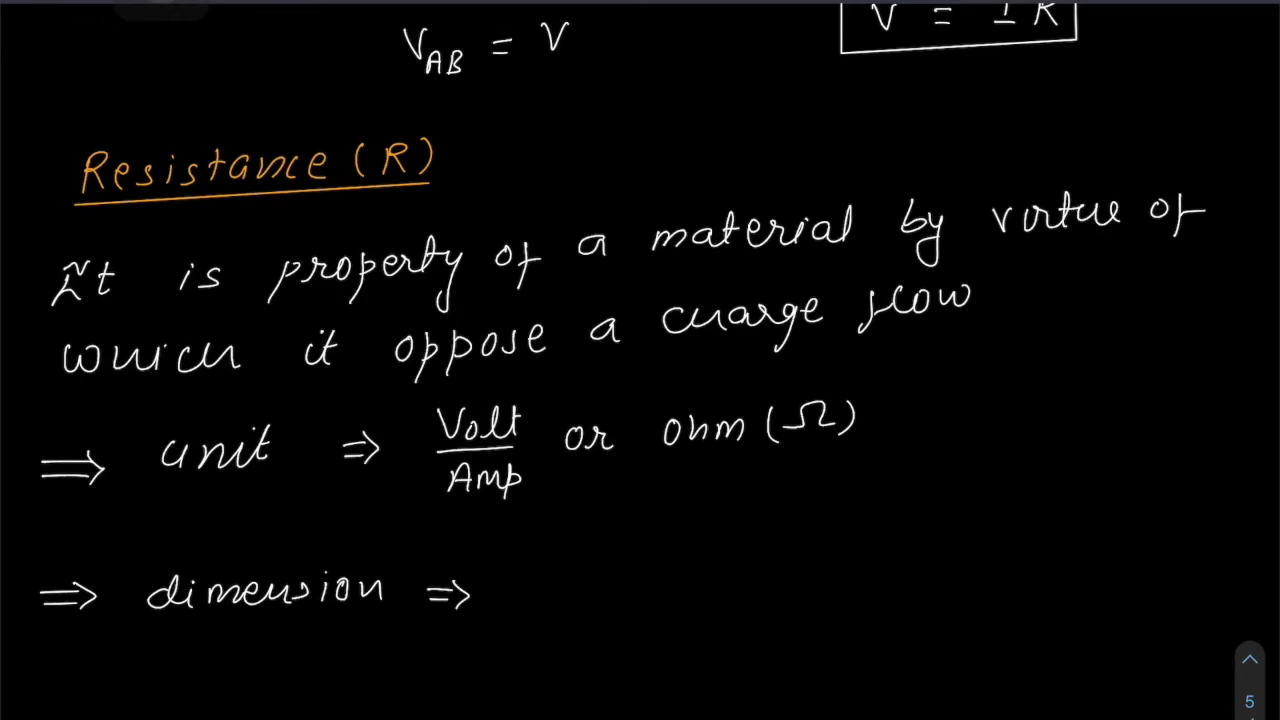 V_AB = V
V = IR
Resistance (R)
It is property of a material by virtue of
which it oppose a charge flow
⇒ unit ⇒ Volt/Amp or ohm (Ω)
⇒ dimension ⇒
5